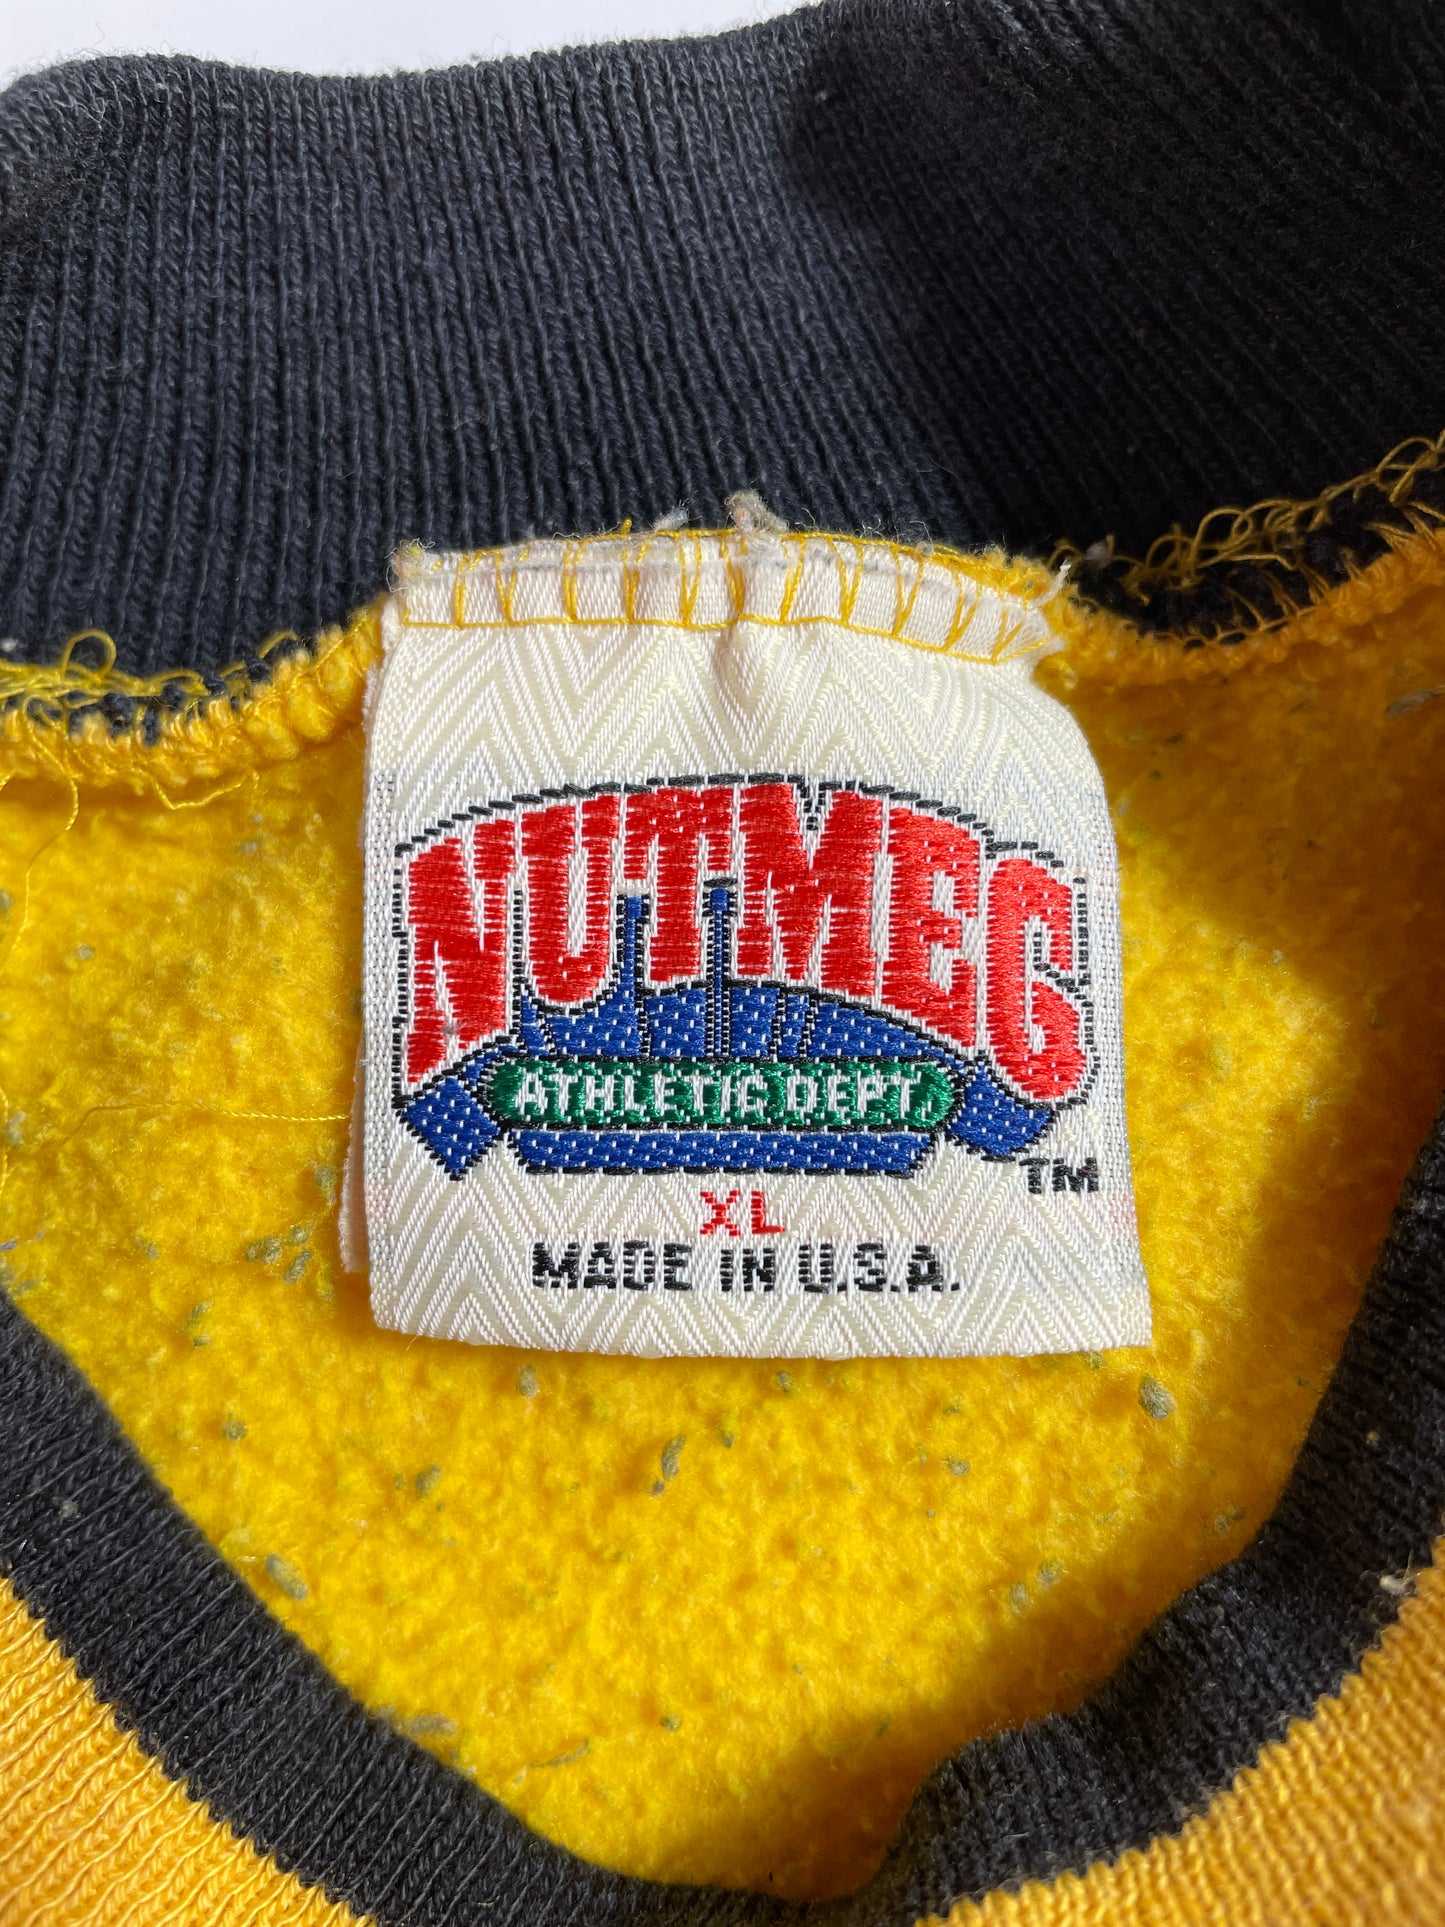 NUTMEG
ATHLETIC DEPT.
TM
XL
MADE IN U.S.A.